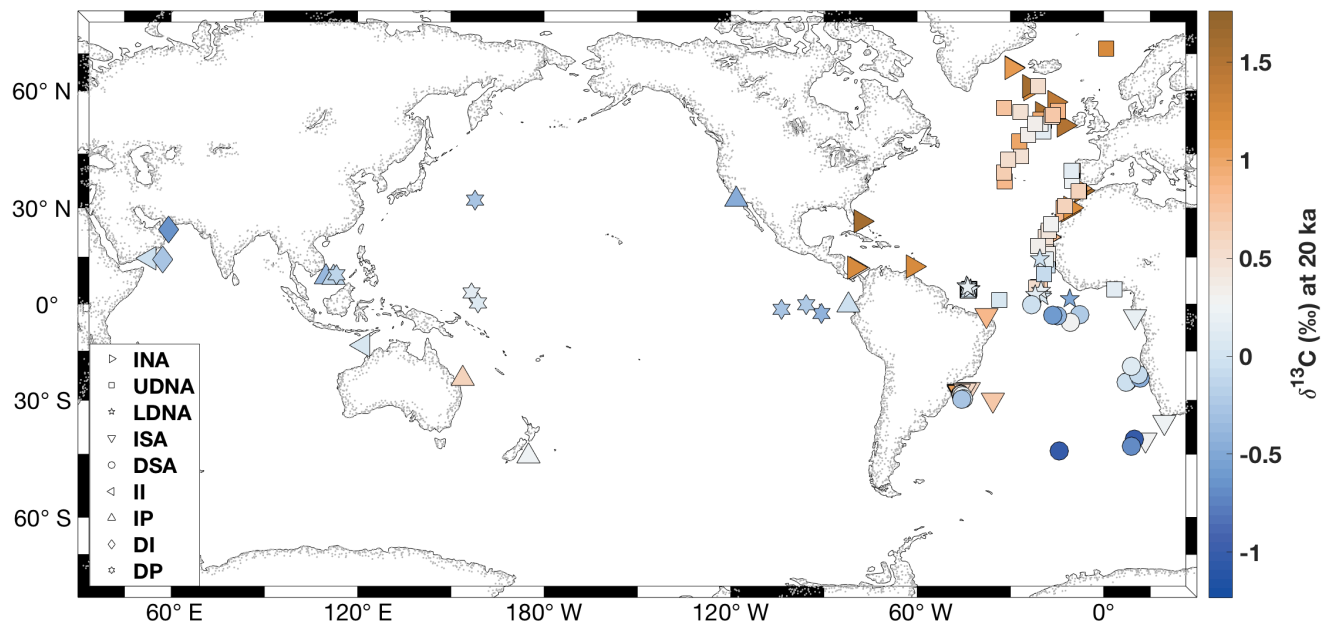 60° N
30° N
0°
30° S
60° S
INA
UDNA
LDNA
ISA
DSA
II
IP
DI
DP
60° E
120° E
180° W
120° W
60° W
0°
1.5
1
0.5
0
-0.5
-1
δ¹³C (‰) at 20 ka